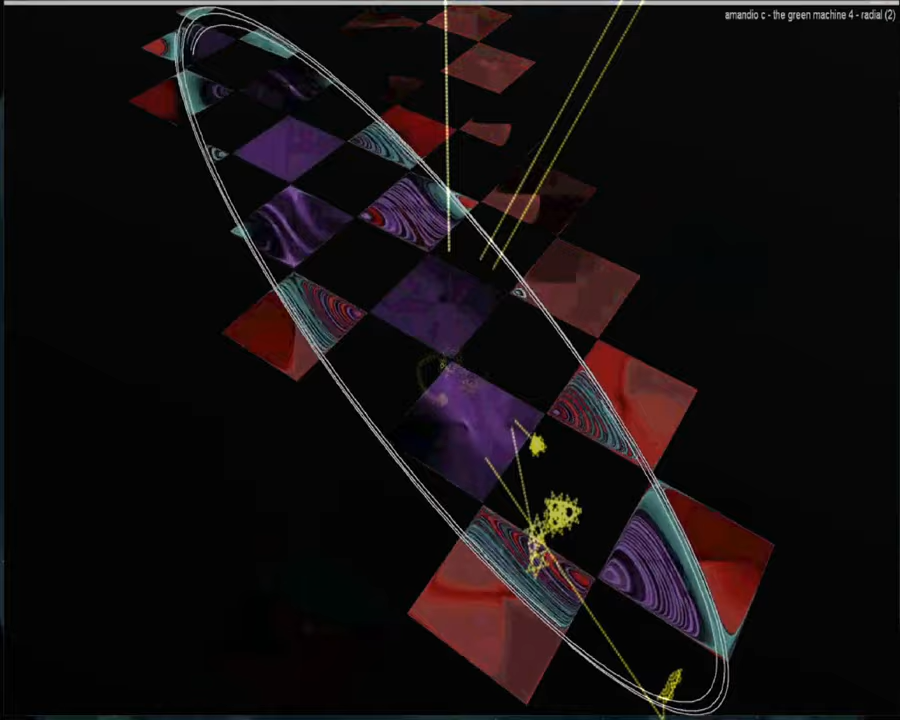 amandio c - the green machine 4 - radial (2)